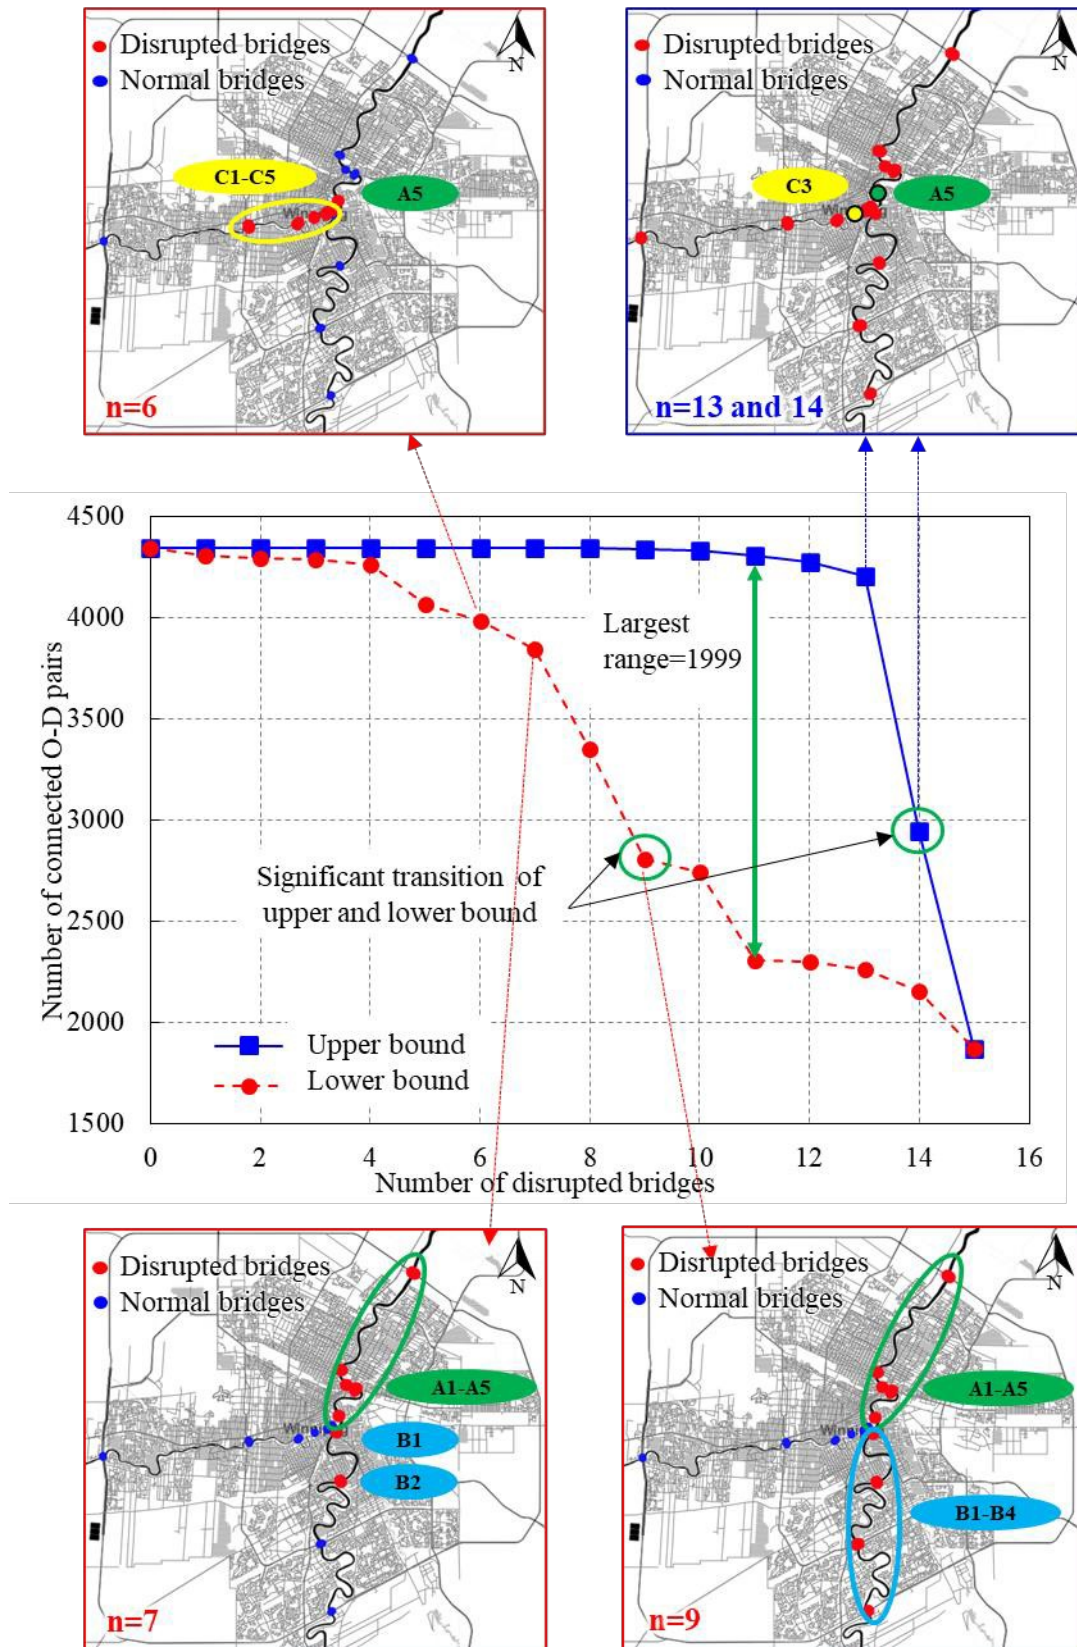 Disrupted bridges
Normal bridges
N
C1-C5
A5
n=6
Disrupted bridges
Normal bridges
N
C3
A5
n=13 and 14
4500
4000
3500
3000
2500
2000
1500
Number of connected O-D pairs
Largest
range=1999
Significant transition of
upper and lower bound
Upper bound
Lower bound
0
2
4
6
8
10
12
14
16
Number of disrupted bridges
Disrupted bridges
Normal bridges
N
A1-A5
B1
B2
n=7
Disrupted bridges
Normal bridges
N
A1-A5
B1-B4
n=9